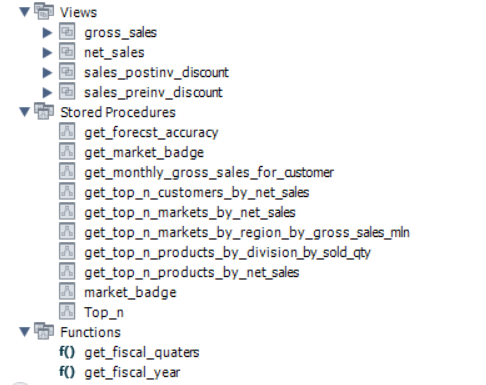 Views
gross_sales
net_sales
sales_postinv_discount
sales_preinv_discount
Stored Procedures
get_forecst_accuracy
get_market_badge
get_monthly_gross_sales_for_customer
get_top_n_customers_by_net_sales
get_top_n_markets_by_net_sales
get_top_n_markets_by_region_by_gross_sales_mln
get_top_n_products_by_division_by_sold_qty
get_top_n_products_by_net_sales
market_badge
Top_n
Functions
f() get_fiscal_quaters
f() get_fiscal_year